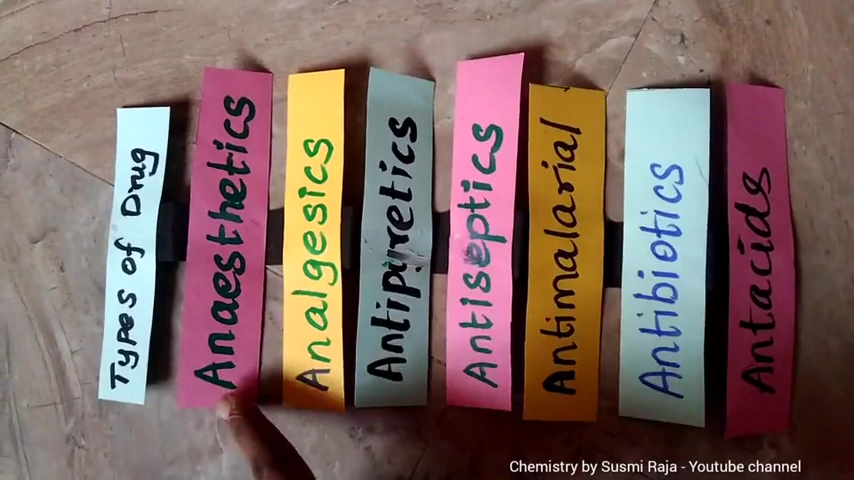 Types of Drug
Anaesthetics
Analgesics
Antipyretics
Antiseptics
Antimalarial
Antibiotics
Antacids
Chemistry by Susmi Raja - Youtube channel